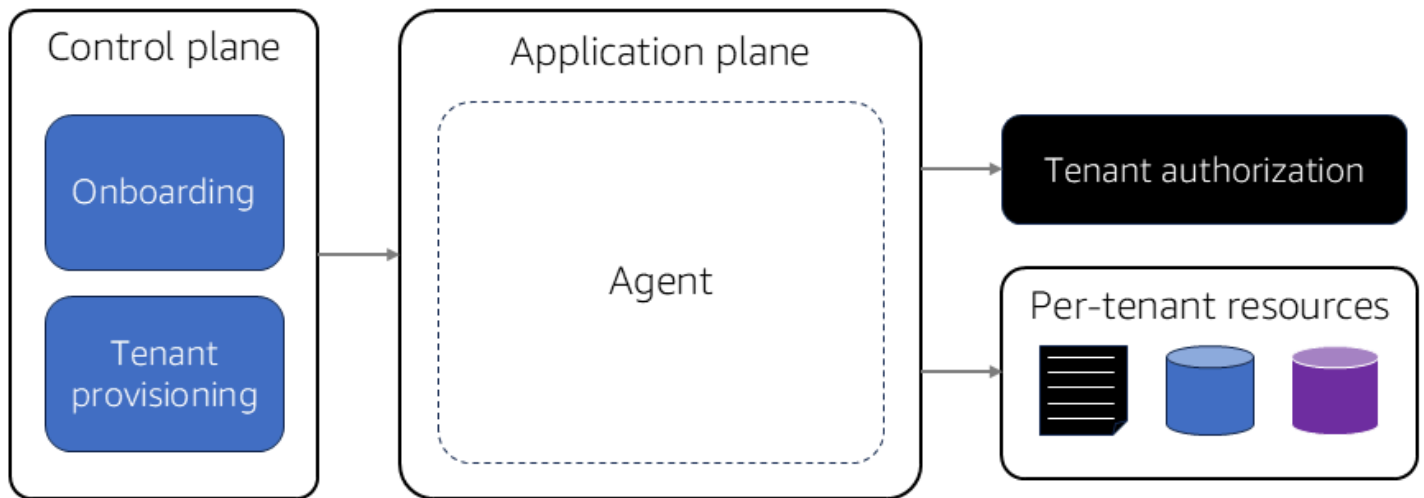 Control plane
Onboarding
Tenant
provisioning
Application plane
Agent
Tenant authorization
Per-tenant resources